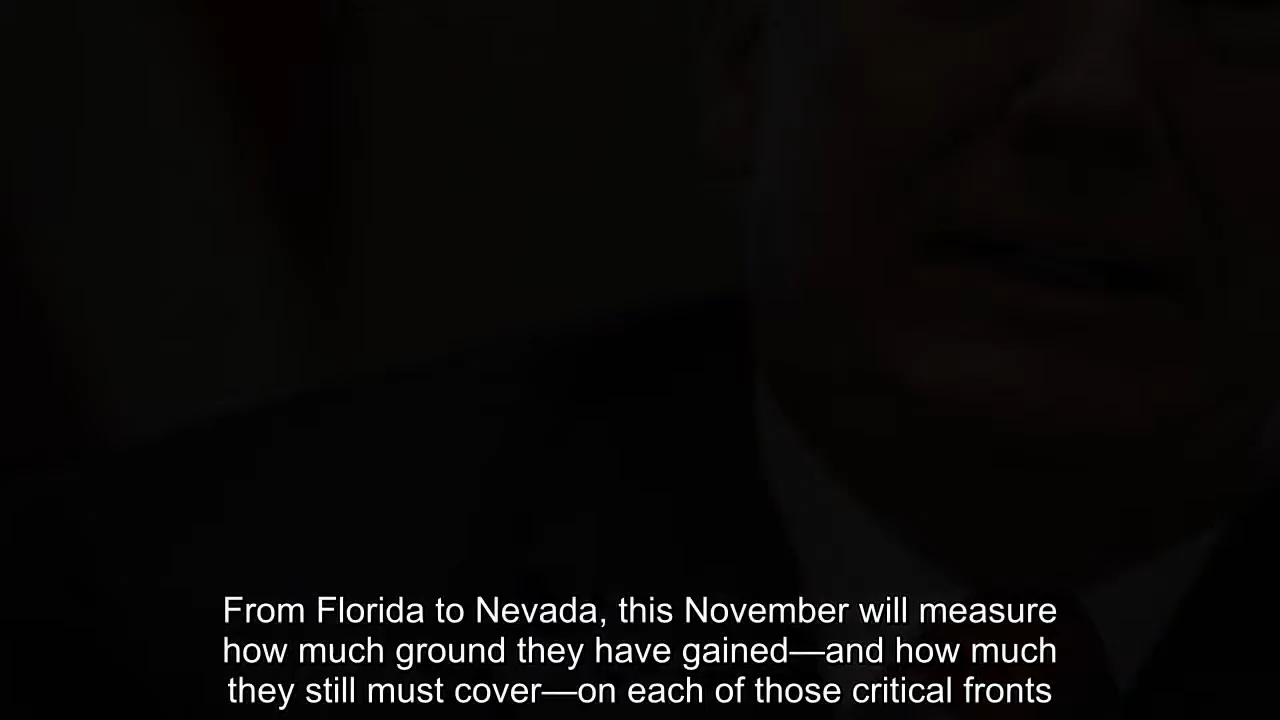 From Florida to Nevada, this November will measure
how much ground they have gained—and how much
they still must cover—on each of those critical fronts